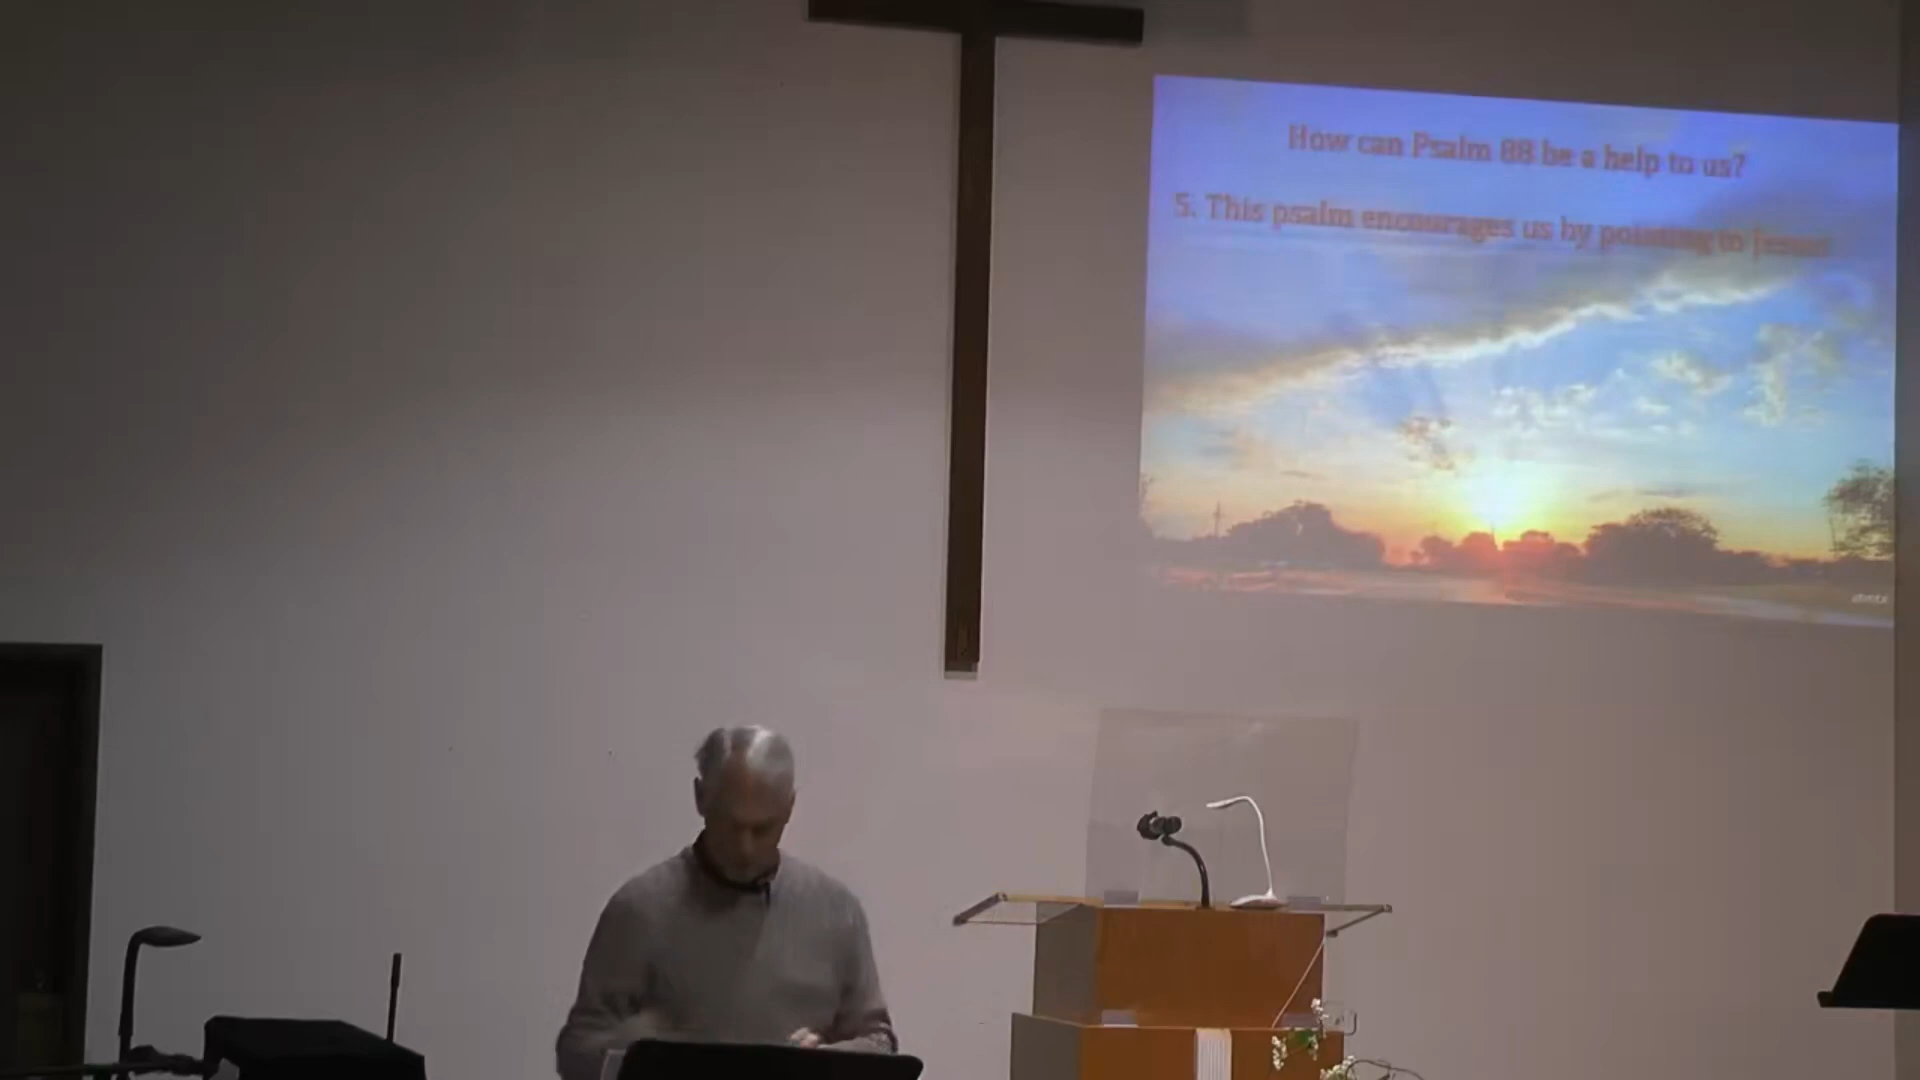 How can Psalm 88 be a help to us?
5. This psalm encourages us by pointing to Jesus